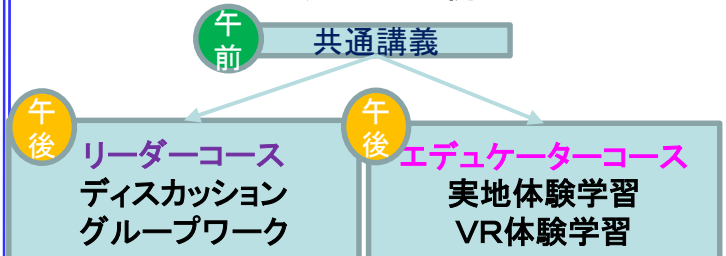 午前
共通講義
午後
リーダーコース
ディスカッション
グループワーク
午後
エデュケーターコース
実地体験学習
VR体験学習